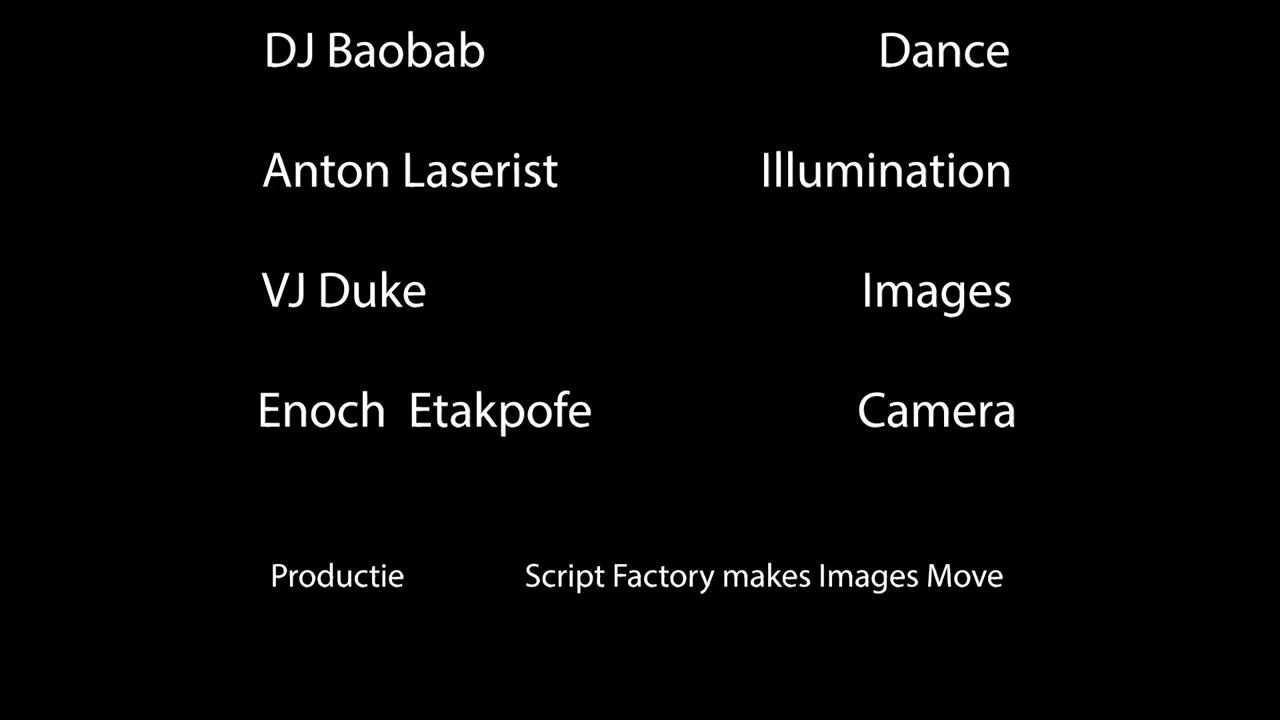 DJ Baobab Dance
Anton Laserist Illumination
VJ Duke Images
Enoch  Etakpofe Camera
Productie Script Factory makes Images Move